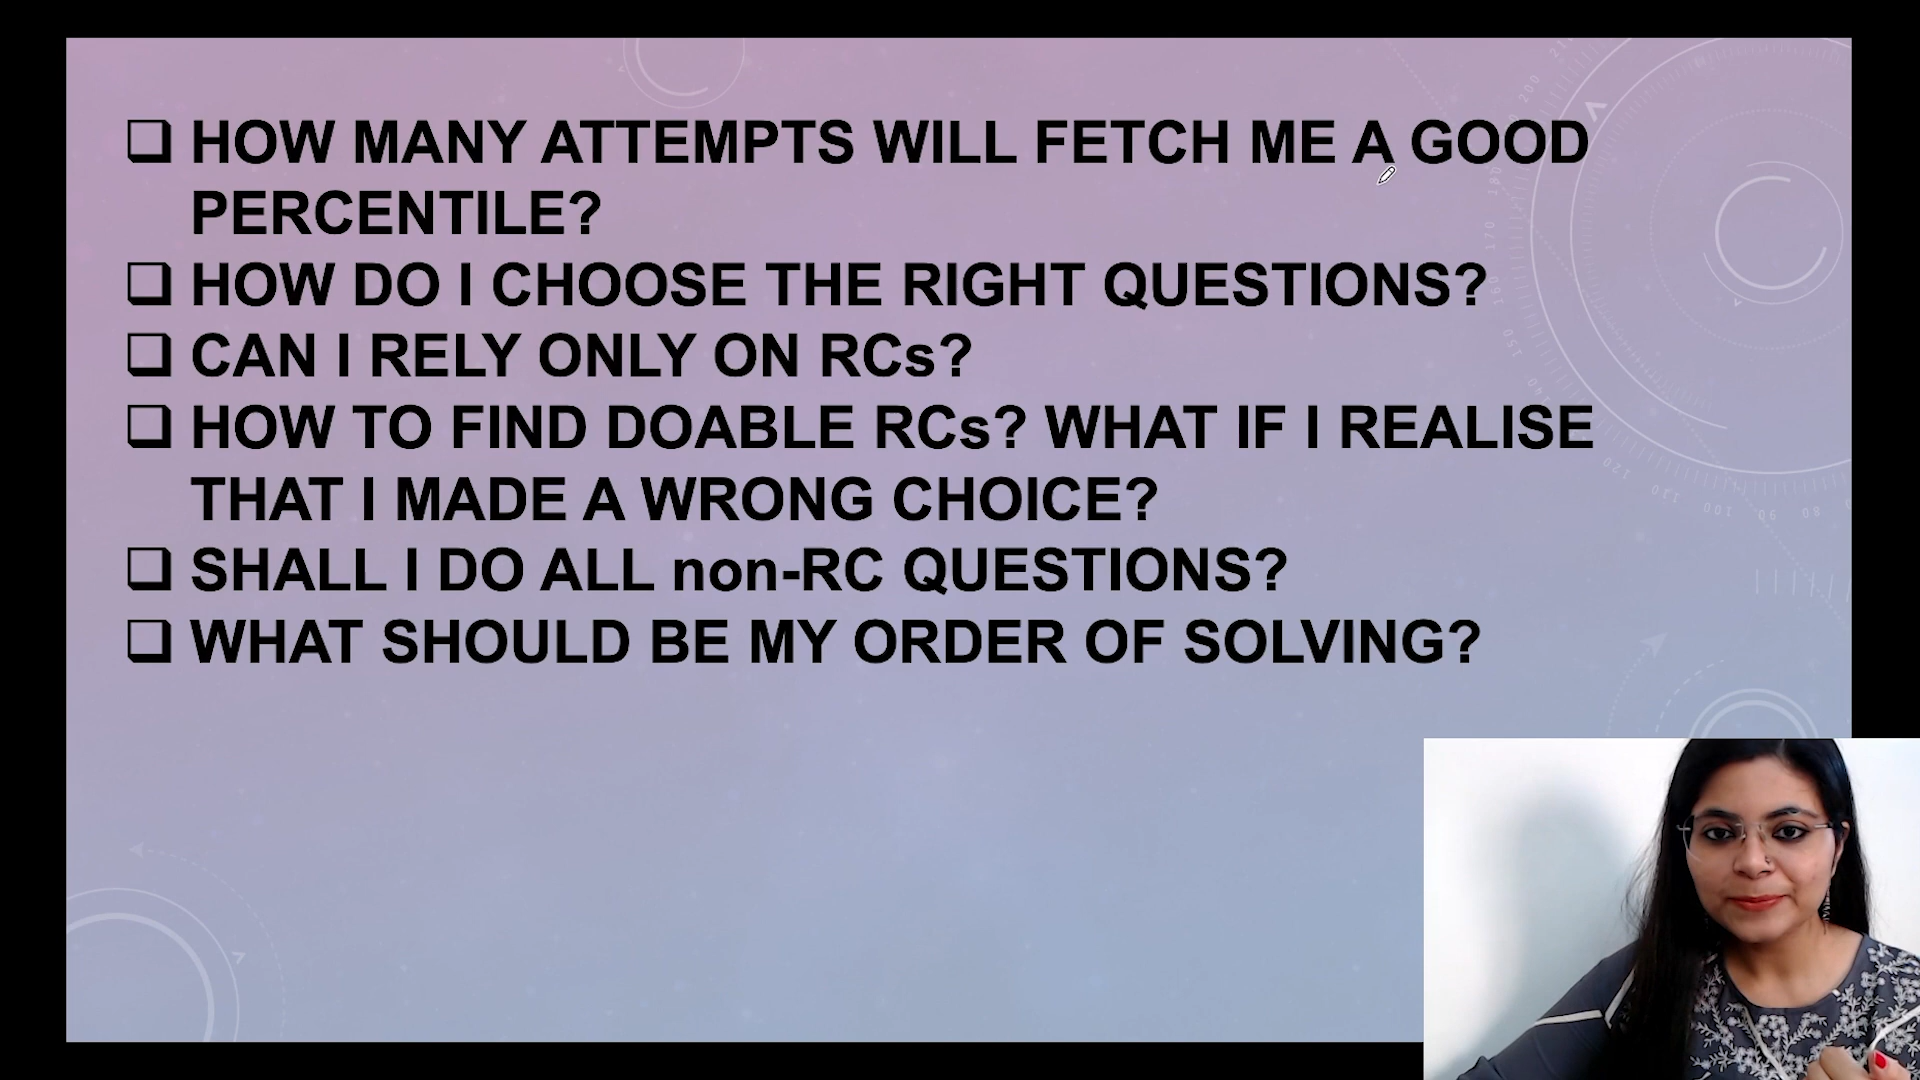 HOW MANY ATTEMPTS WILL FETCH ME A GOOD
PERCENTILE?
HOW DO I CHOOSE THE RIGHT QUESTIONS?
CAN I RELY ONLY ON RCs?
HOW TO FIND DOABLE RCs? WHAT IF I REALISE
THAT I MADE A WRONG CHOICE?
SHALL I DO ALL non-RC QUESTIONS?
WHAT SHOULD BE MY ORDER OF SOLVING?